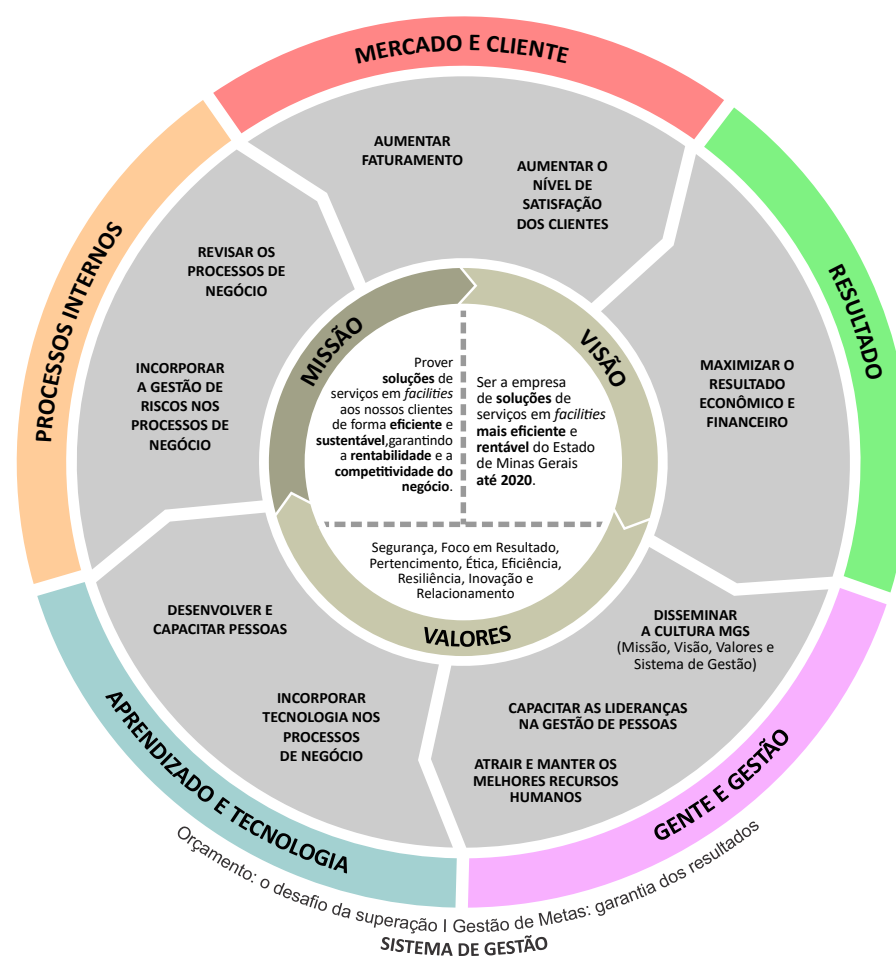 MERCADO E CLIENTE
AUMENTAR
FATURAMENTO
AUMENTAR O
NÍVEL DE
SATISFAÇÃO
DOS CLIENTES
RESULTADO
MAXIMIZAR O
RESULTADO
ECONÔMICO E
FINANCEIRO
PROCESSOS INTERNOS
REVISAR OS
PROCESSOS DE
NEGÓCIO
INCORPORAR
A GESTÃO DE
RISCOS NOS
PROCESSOS DE
NEGÓCIO
MISSÃO
Prover
soluções de
serviços em facilities
aos nossos clientes
de forma eficiente e
sustentável,garantindo
a rentabilidade e a
competitividade do
negócio.
VISÃO
Ser a empresa
de soluções de
serviços em facilities
mais eficiente e
rentável do Estado
de Minas Gerais
até 2020.
Segurança, Foco em Resultado,
Pertencimento, Ética, Eficiência,
Resiliência, Inovação e
Relacionamento
VALORES
DESENVOLVER E
CAPACITAR PESSOAS
INCORPORAR
TECNOLOGIA NOS
PROCESSOS
DE NEGÓCIO
APRENDIZADO E TECNOLOGIA
DISSEMINAR
A CULTURA MGS
(Missão, Visão, Valores e
Sistema de Gestão)
CAPACITAR AS LIDERANÇAS
NA GESTÃO DE PESSOAS
ATRAIR E MANTER OS
MELHORES RECURSOS
HUMANOS
GENTE E GESTÃO
Orçamento: o desafio da superação I Gestão de Metas: garantia dos resultados
SISTEMA DE GESTÃO